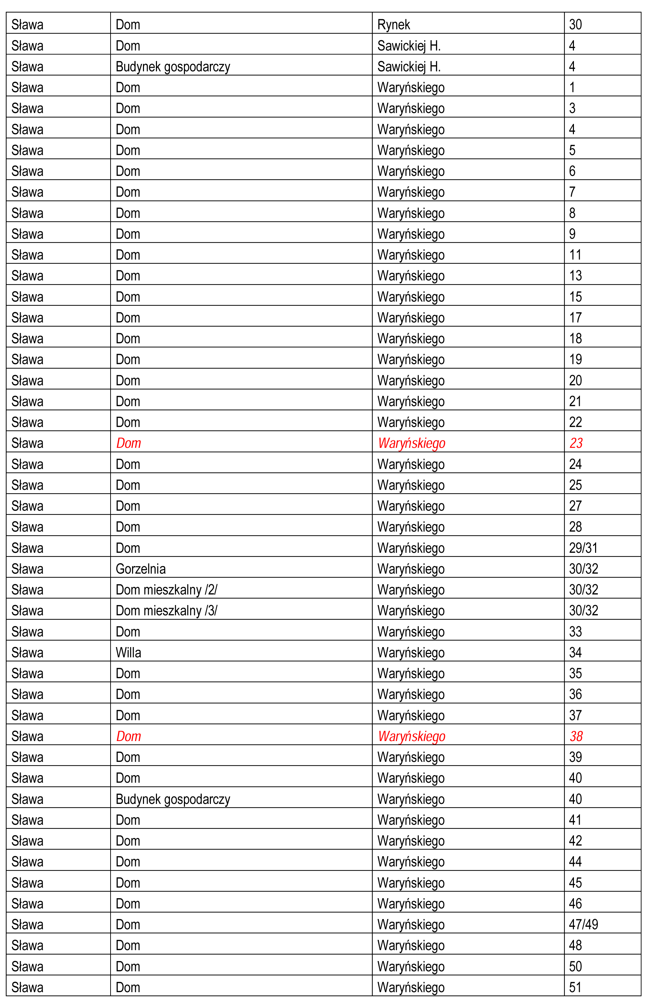 Sława Dom Rynek 30
Sława Dom Sawickiej H. 4
Sława Budynek gospodarczy Sawickiej H. 4
Sława Dom Waryńskiego 1
Sława Dom Waryńskiego 3
Sława Dom Waryńskiego 4
Sława Dom Waryńskiego 5
Sława Dom Waryńskiego 6
Sława Dom Waryńskiego 7
Sława Dom Waryńskiego 8
Sława Dom Waryńskiego 9
Sława Dom Waryńskiego 11
Sława Dom Waryńskiego 13
Sława Dom Waryńskiego 15
Sława Dom Waryńskiego 17
Sława Dom Waryńskiego 18
Sława Dom Waryńskiego 19
Sława Dom Waryńskiego 20
Sława Dom Waryńskiego 21
Sława Dom Waryńskiego 22
Sława Dom Waryńskiego 23
Sława Dom Waryńskiego 24
Sława Dom Waryńskiego 25
Sława Dom Waryńskiego 27
Sława Dom Waryńskiego 28
Sława Dom Waryńskiego 29/31
Sława Gorzelnia Waryńskiego 30/32
Sława Dom mieszkalny /2/ Waryńskiego 30/32
Sława Dom mieszkalny /3/ Waryńskiego 30/32
Sława Dom Waryńskiego 33
Sława Willa Waryńskiego 34
Sława Dom Waryńskiego 35
Sława Dom Waryńskiego 36
Sława Dom Waryńskiego 37
Sława Dom Waryńskiego 38
Sława Dom Waryńskiego 39
Sława Dom Waryńskiego 40
Sława Budynek gospodarczy Waryńskiego 40
Sława Dom Waryńskiego 41
Sława Dom Waryńskiego 42
Sława Dom Waryńskiego 44
Sława Dom Waryńskiego 45
Sława Dom Waryńskiego 46
Sława Dom Waryńskiego 47/49
Sława Dom Waryńskiego 48
Sława Dom Waryńskiego 50
Sława Dom Waryńskiego 51